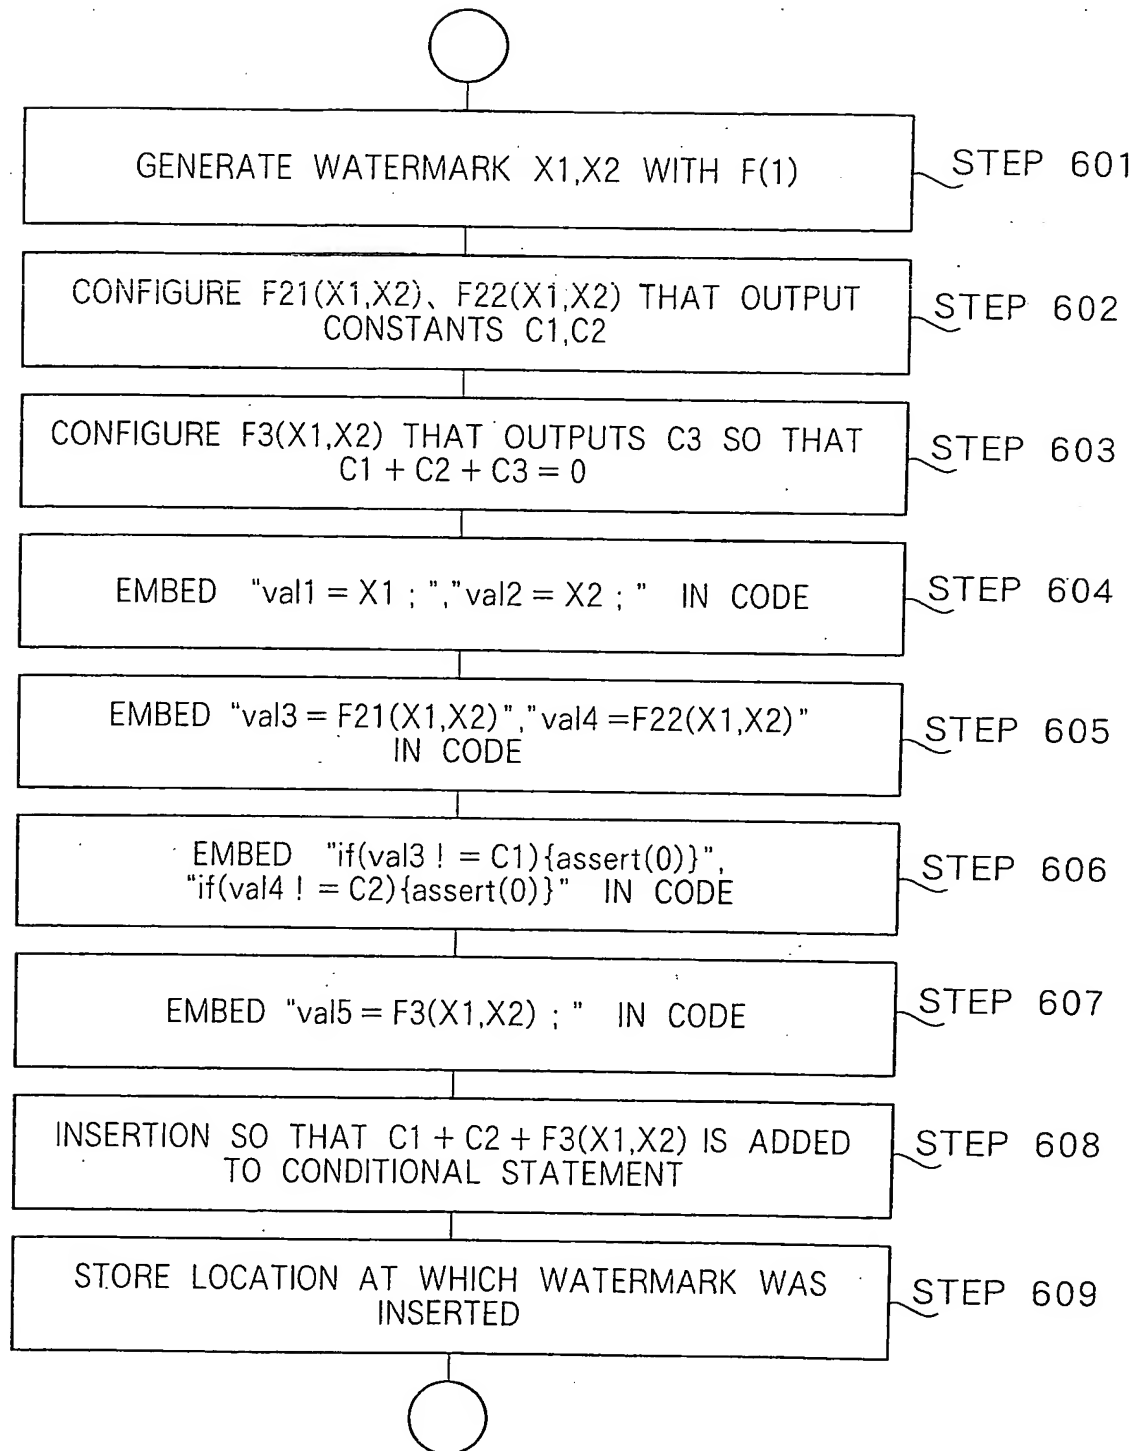 GENERATE WATERMARK X1,X2 WITH F(1)
STEP 601
CONFIGURE F21(X1,X2)、F22(X1,X2) THAT OUTPUT
CONSTANTS C1,C2
STEP 602
CONFIGURE F3(X1,X2) THAT OUTPUTS C3 SO THAT
C1 + C2 + C3 = 0
STEP 603
EMBED "val1 = X1 ; ","val2 = X2 ; " IN CODE
STEP 604
EMBED "val3 = F21(X1,X2)","val4 =F22(X1,X2)"
IN CODE
STEP 605
EMBED "if(val3 ! = C1){assert(0)}",
"if(val4 ! = C2){assert(0)}" IN CODE
STEP 606
EMBED "val5 = F3(X1,X2) ; " IN CODE
STEP 607
INSERTION SO THAT C1 + C2 + F3(X1,X2) IS ADDED
TO CONDITIONAL STATEMENT
STEP 608
STORE LOCATION AT WHICH WATERMARK WAS
INSERTED
STEP 609